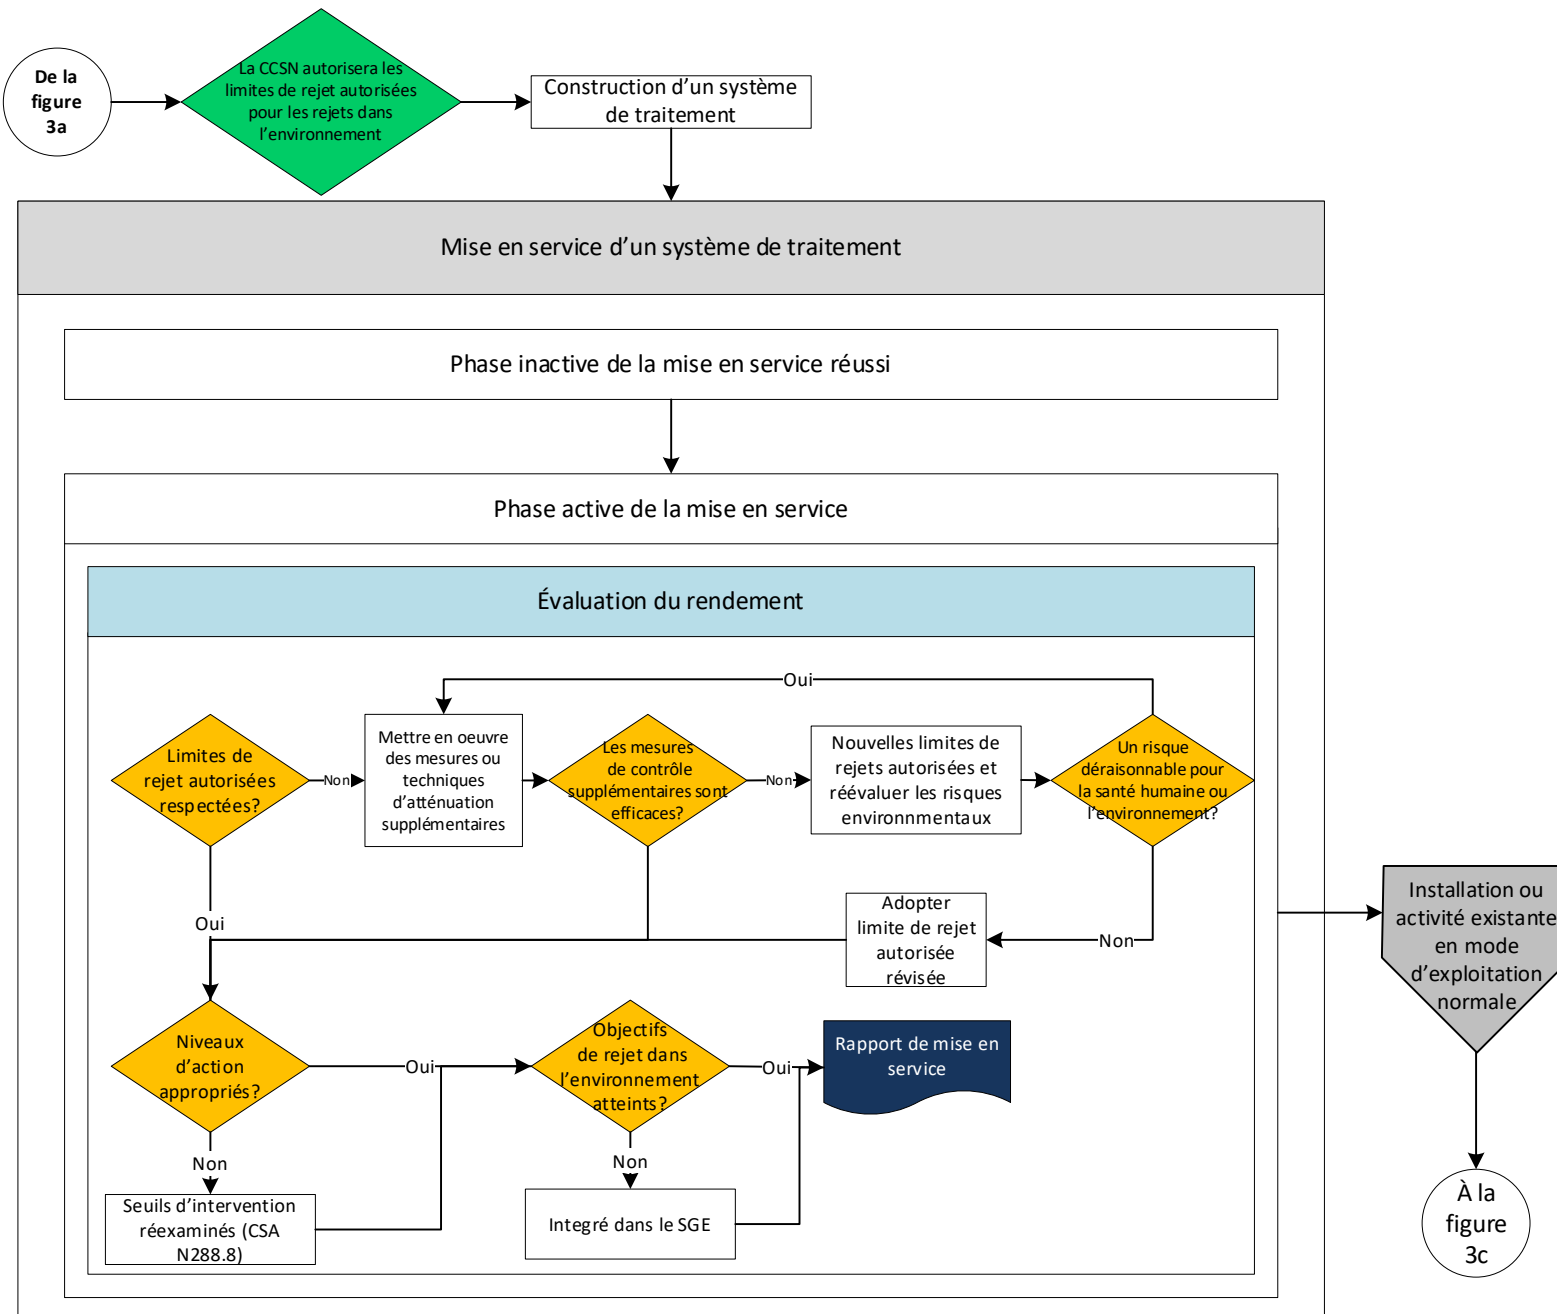 De la
figure
3a
La CCSN autorisera les
limites de rejet autorisées
pour les rejets dans
l’environnement
Construction d’un système
de traitement
Mise en service d’un système de traitement
Phase inactive de la mise en service réussi
Phase active de la mise en service
Évaluation du rendement
Oui
Limites de
rejet autorisées
respectées?
Non
Mettre en oeuvre
des mesures ou
techniques
d’atténuation
supplémentaires
Les mesures
de contrôle
supplémentaires sont
efficaces?
Non
Nouvelles limites de
rejets autorisées et
réévaluer les risques
environnmentaux
Un risque
déraisonnable pour
la santé humaine ou
l’environnement?
Oui
Adopter
limite de rejet
autorisée
révisée
Non
Installation ou
activité existante
en mode
d’exploitation
normale
Niveaux
d’action
appropriés?
Oui
Objectifs
de rejet dans
l’environnement
atteints?
Oui
Rapport de mise en
service
Non
Non
Seuils d’intervention
réexaminés (CSA
N288.8)
Integré dans le SGE
À la
figure
3c